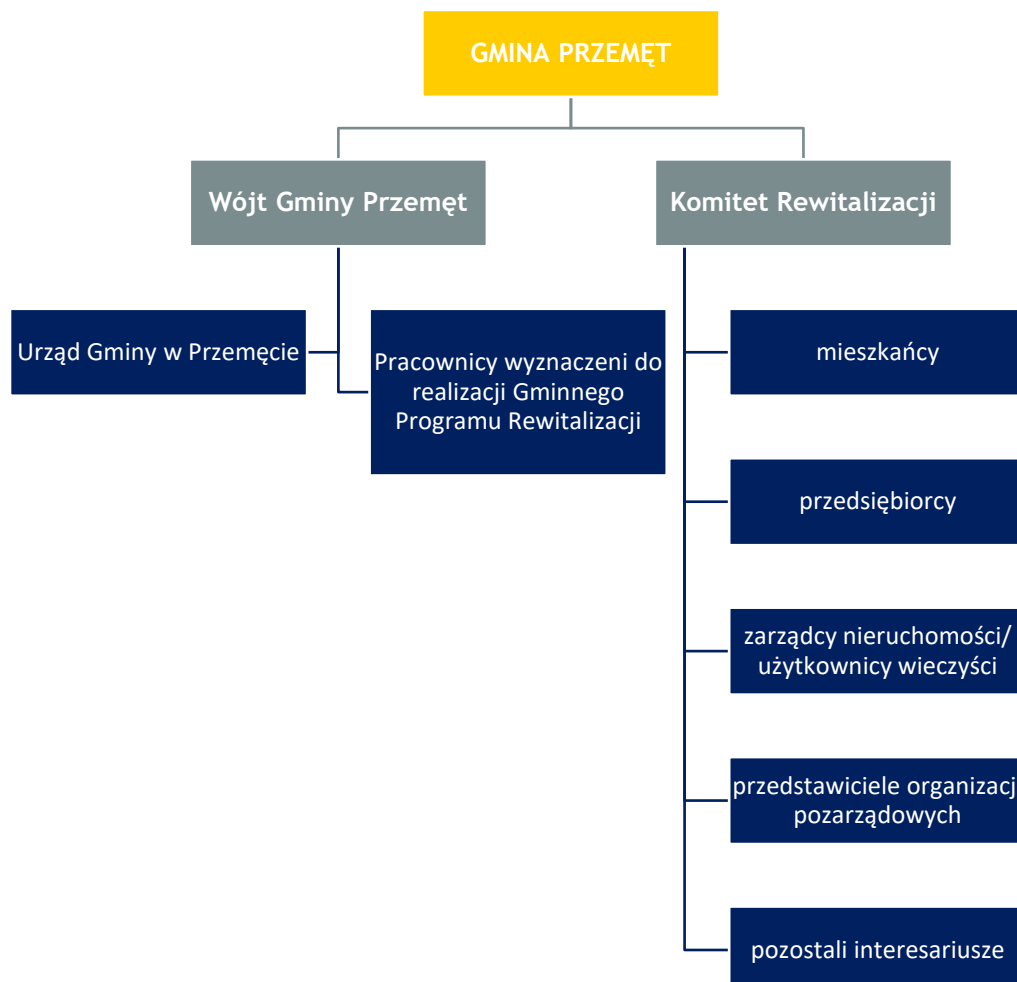 GMINA PRZEMĘT
Wójt Gminy Przemęt
Komitet Rewitalizacji
Urząd Gminy w Przemęcie
Pracownicy wyznaczeni do
realizacji Gminnego
Programu Rewitalizacji
mieszkańcy
przedsiębiorcy
zarządcy nieruchomości/
użytkownicy wieczyści
przedstawiciele organizacj
pozarządowych
pozostali interesariusze